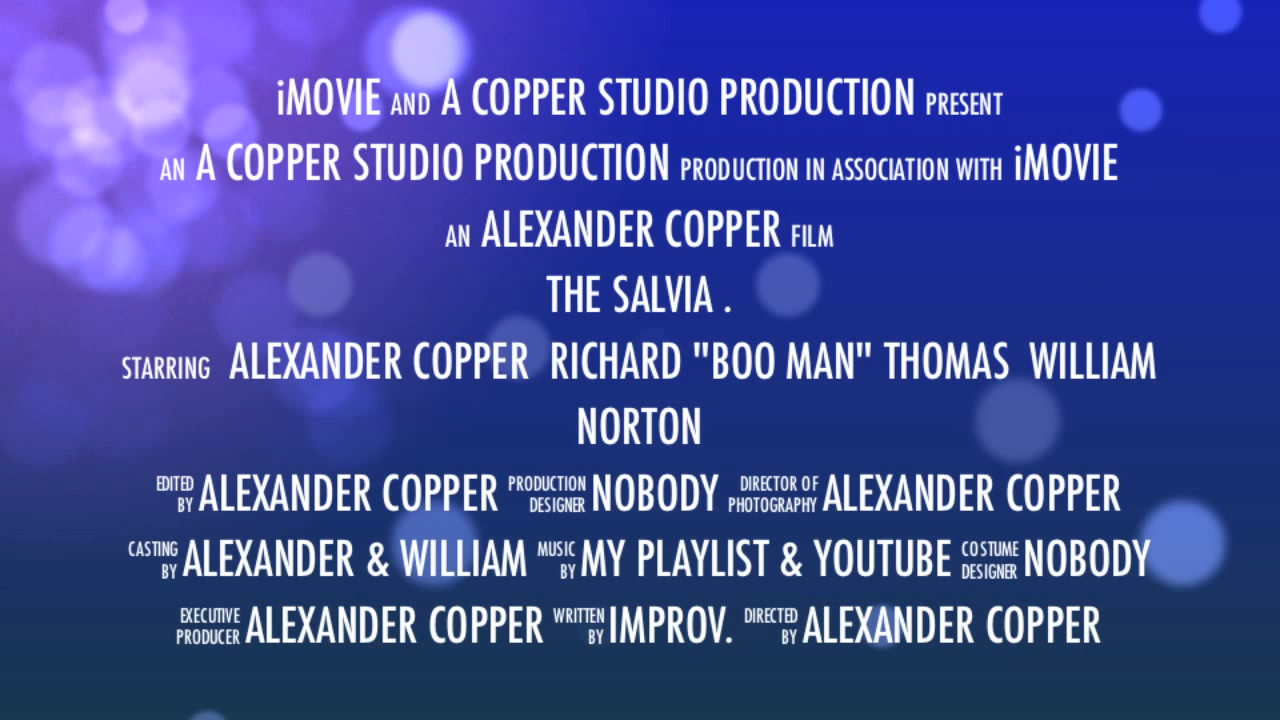 iMOVIE AND A COPPER STUDIO PRODUCTION PRESENT
AN A COPPER STUDIO PRODUCTION PRODUCTION IN ASSOCIATION WITH iMOVIE
AN ALEXANDER COPPER FILM
THE SALVIA .
STARRING ALEXANDER COPPER RICHARD "BOO MAN" THOMAS WILLIAM
NORTON
EDITED BY ALEXANDER COPPER PRODUCTION DESIGNER NOBODY DIRECTOR OF PHOTOGRAPHY ALEXANDER COPPER
CASTING BY ALEXANDER & WILLIAM MUSIC BY MY PLAYLIST & YOUTUBE COSTUME DESIGNER NOBODY
EXECUTIVE PRODUCER ALEXANDER COPPER WRITTEN BY IMPROV. DIRECTED BY ALEXANDER COPPER